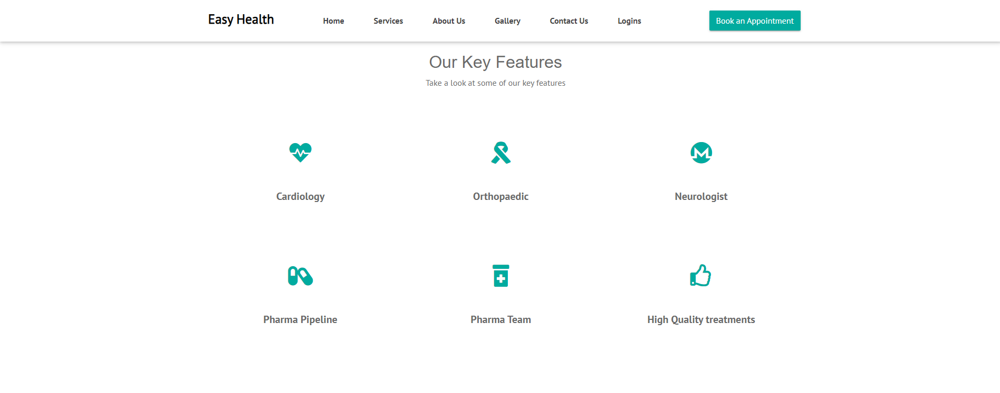 Easy Health
Home
Services
About Us
Gallery
Contact Us
Logins
Book an Appointment
Our Key Features
Take a look at some of our key features
Cardiology
Orthopaedic
Neurologist
Pharma Pipeline
Pharma Team
High Quality treatments